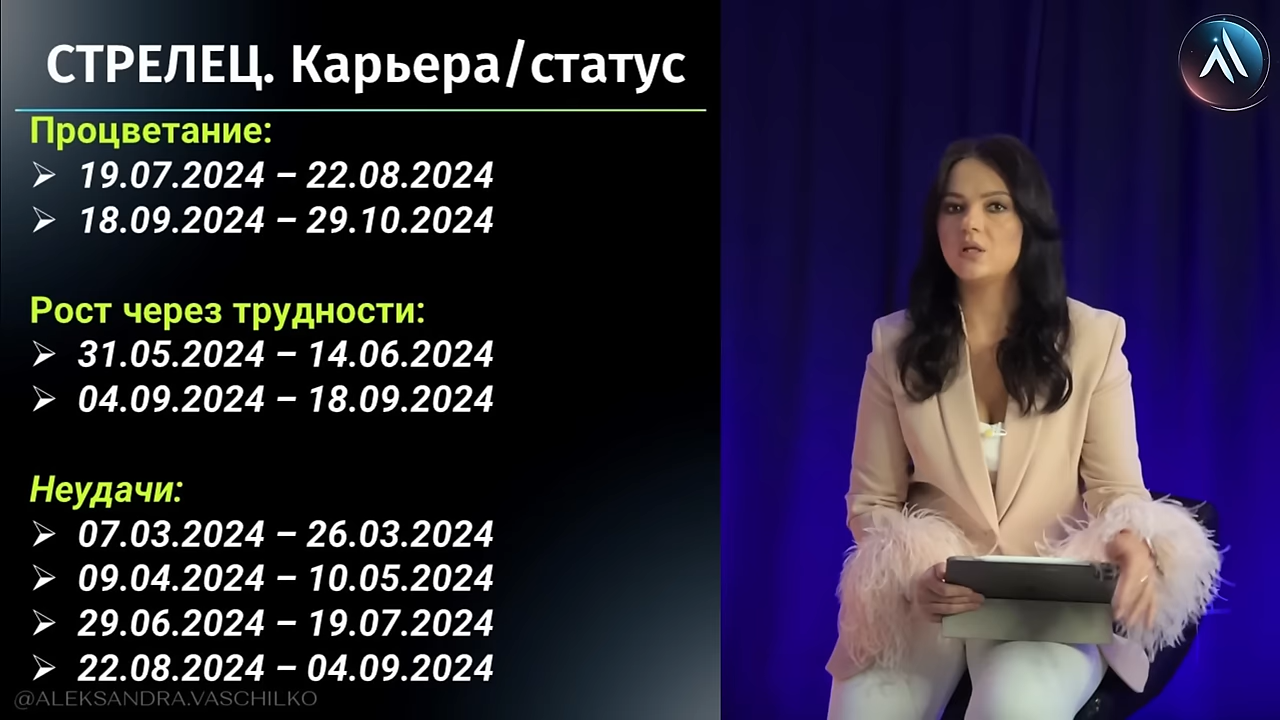 СТРЕЛЕЦ. Карьера/статус
Процветание:
➢ 19.07.2024 – 22.08.2024
➢ 18.09.2024 – 29.10.2024
Рост через трудности:
➢ 31.05.2024 – 14.06.2024
➢ 04.09.2024 – 18.09.2024
Неудачи:
➢ 07.03.2024 – 26.03.2024
➢ 09.04.2024 – 10.05.2024
➢ 29.06.2024 – 19.07.2024
➢ 22.08.2024 – 04.09.2024
@ALEKSANDRA.VASCHILKO